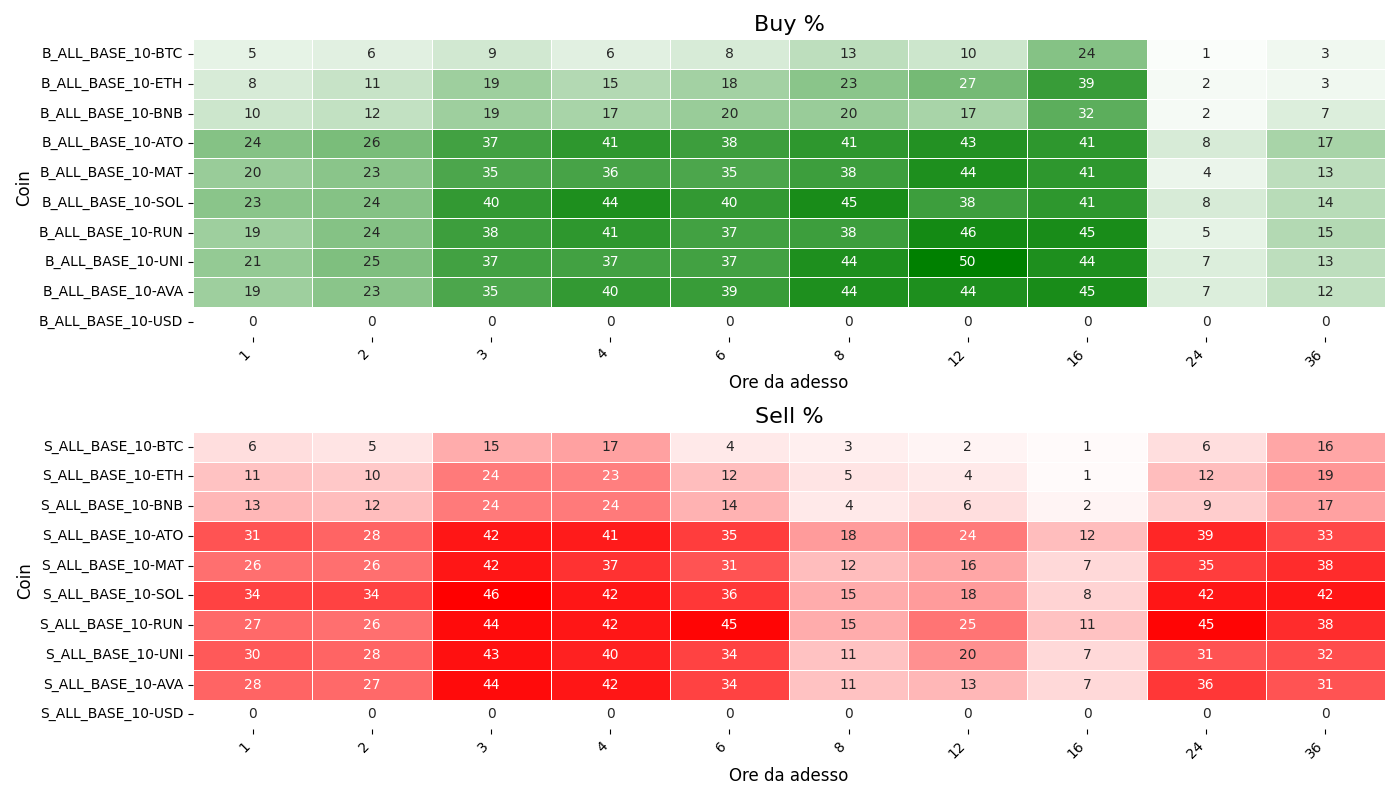 Buy %
Coin
B_ALL_BASE_10-BTC 5 6 9 6 8 13 10 24 1 3
B_ALL_BASE_10-ETH 8 11 19 15 18 23 27 39 2 3
B_ALL_BASE_10-BNB 10 12 19 17 20 20 17 32 2 7
B_ALL_BASE_10-ATO 24 26 37 41 38 41 43 41 8 17
B_ALL_BASE_10-MAT 20 23 35 36 35 38 44 41 4 13
B_ALL_BASE_10-SOL 23 24 40 44 40 45 38 41 8 14
B_ALL_BASE_10-RUN 19 24 38 41 37 38 46 45 5 15
B_ALL_BASE_10-UNI 21 25 37 37 37 44 50 44 7 13
B_ALL_BASE_10-AVA 19 23 35 40 39 44 44 45 7 12
B_ALL_BASE_10-USD 0 0 0 0 0 0 0 0 0 0
1 2 3 4 6 8 12 16 24 36
Ore da adesso
Sell %
Coin
S_ALL_BASE_10-BTC 6 5 15 17 4 3 2 1 6 16
S_ALL_BASE_10-ETH 11 10 24 23 12 5 4 1 12 19
S_ALL_BASE_10-BNB 13 12 24 24 14 4 6 2 9 17
S_ALL_BASE_10-ATO 31 28 42 41 35 18 24 12 39 33
S_ALL_BASE_10-MAT 26 26 42 37 31 12 16 7 35 38
S_ALL_BASE_10-SOL 34 34 46 42 36 15 18 8 42 42
S_ALL_BASE_10-RUN 27 26 44 42 45 15 25 11 45 38
S_ALL_BASE_10-UNI 30 28 43 40 34 11 20 7 31 32
S_ALL_BASE_10-AVA 28 27 44 42 34 11 13 7 36 31
S_ALL_BASE_10-USD 0 0 0 0 0 0 0 0 0 0
1 2 3 4 6 8 12 16 24 36
Ore da adesso